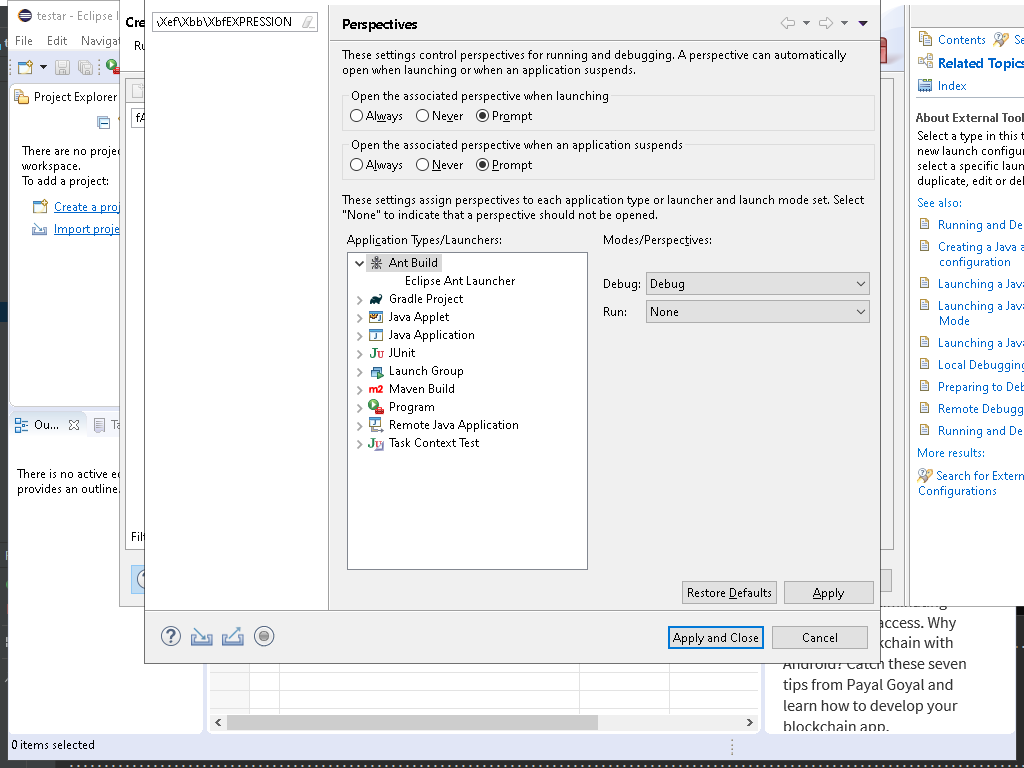 testar - Eclipse I
File
Edit
Navigat
Project Explorer
There are no proje
workspace.
To add a project:
Create a proj
Import proje
Ou...
Ta
There is no active ed
provides an outline.
0 items selected
Cre
Ru
fA
Filt
\Xef\Xbb\XbfEXPRESSION
Perspectives
These settings control perspectives for running and debugging. A perspective can automatically
open when launching or when an application suspends.
Open the associated perspective when launching
Always
Never
Prompt
Open the associated perspective when an application suspends
Always
Never
Prompt
These settings assign perspectives to each application type or launcher and launch mode set. Select
"None" to indicate that a perspective should not be opened.
Application Types/Launchers:
Ant Build
Eclipse Ant Launcher
Gradle Project
Java Applet
Java Application
JUnit
Launch Group
Maven Build
Program
Remote Java Application
Task Context Test
Modes/Perspectives:
Debug:
Debug
Run:
None
Restore Defaults
Apply
Apply and Close
Cancel
Contents
Se
Related Topics
Index
About External Tool
Select a type in this t
new launch configur
select a specific laun
duplicate, edit or del
See also:
Running and De
Creating a Java a
configuration
Launching a Java
Launching a Java
Mode
Launching a Java
Local Debugging
Preparing to Deb
Remote Debugg
Running and De
More results:
Search for Extern
Configurations
access. Why
kchain with
Android? Catch these seven
tips from Payal Goyal and
learn how to develop your
blockchain app.